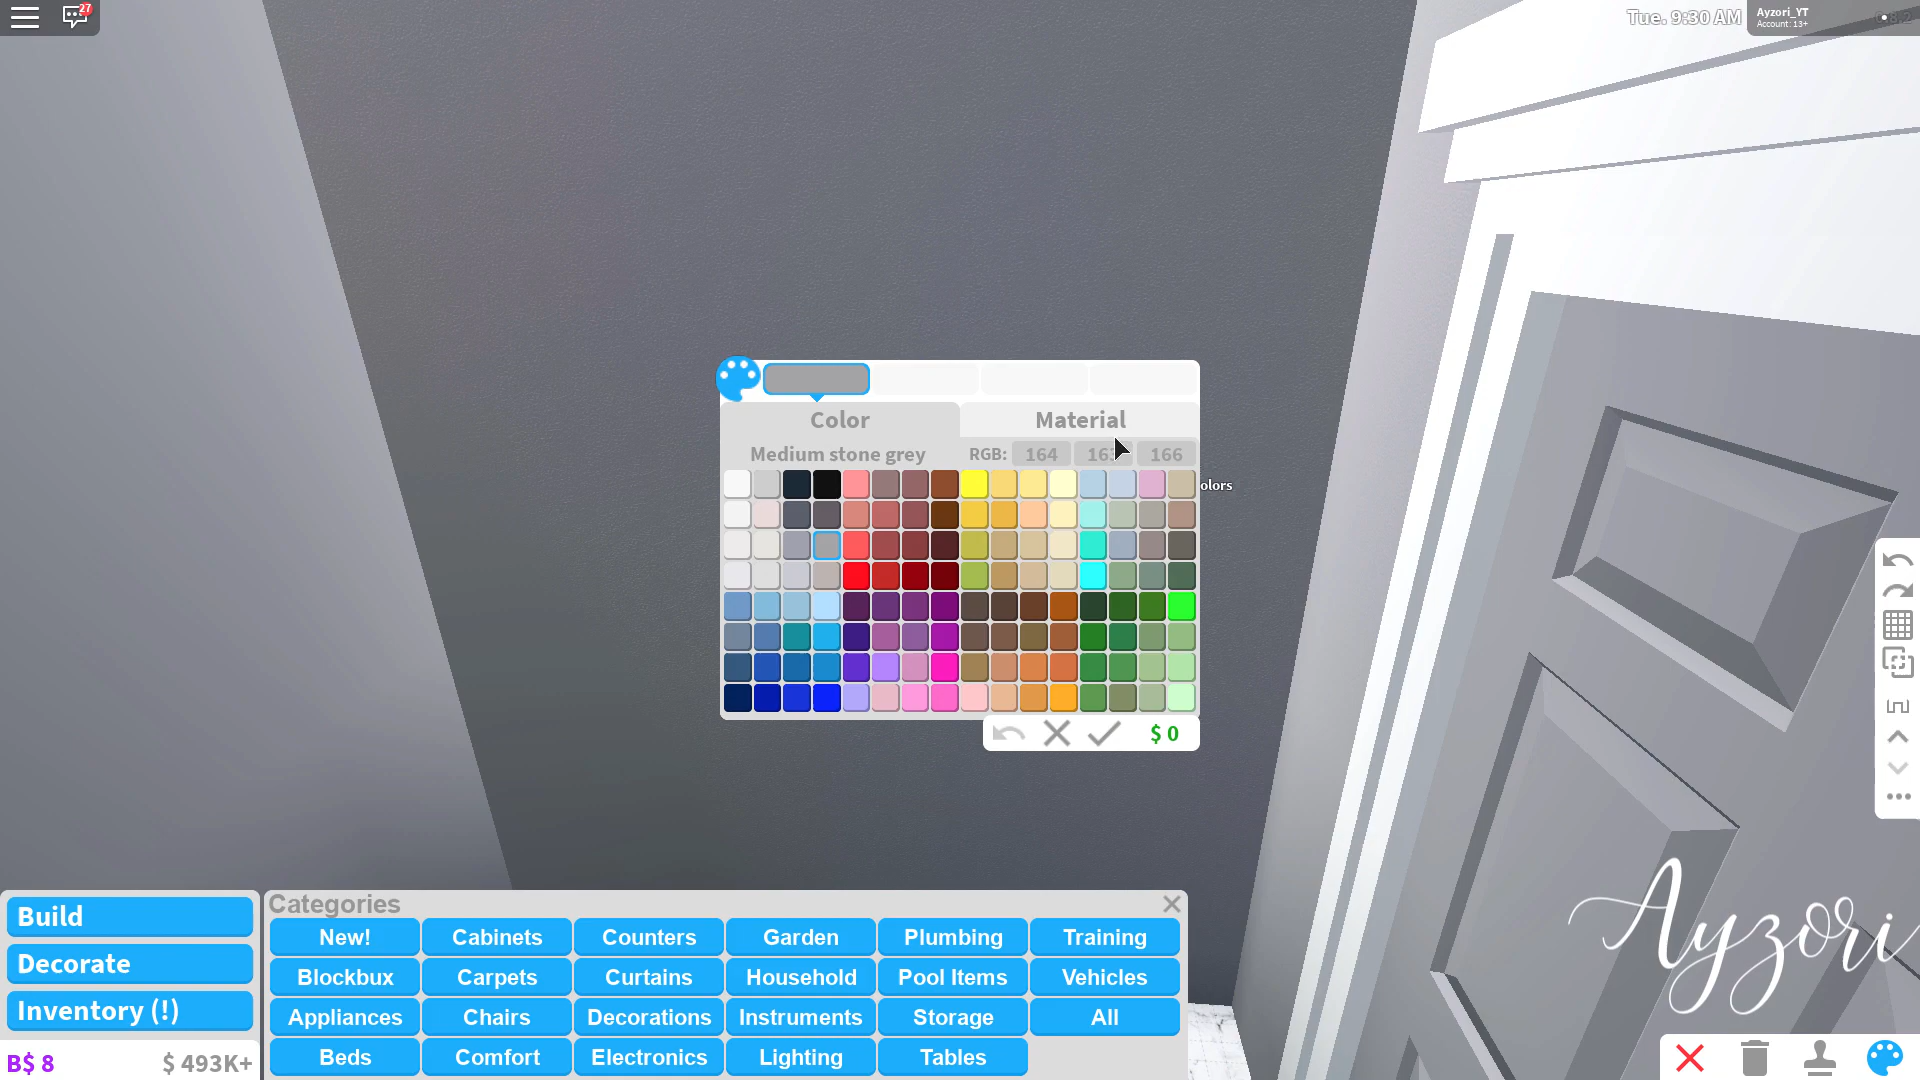 27
Tue. 9:30 AM
Ayzori_YT
Account: 13+
Color
Material
Medium stone grey
RGB: 164 163 166
olors
$ 0
Build
Decorate
Inventory (!)
B$ 8
$ 493K+
Categories
New! Cabinets Counters Garden Plumbing Training
Blockbux Carpets Curtains Household Pool Items Vehicles
Appliances Chairs Decorations Instruments Storage All
Beds Comfort Electronics Lighting Tables
Ayzori